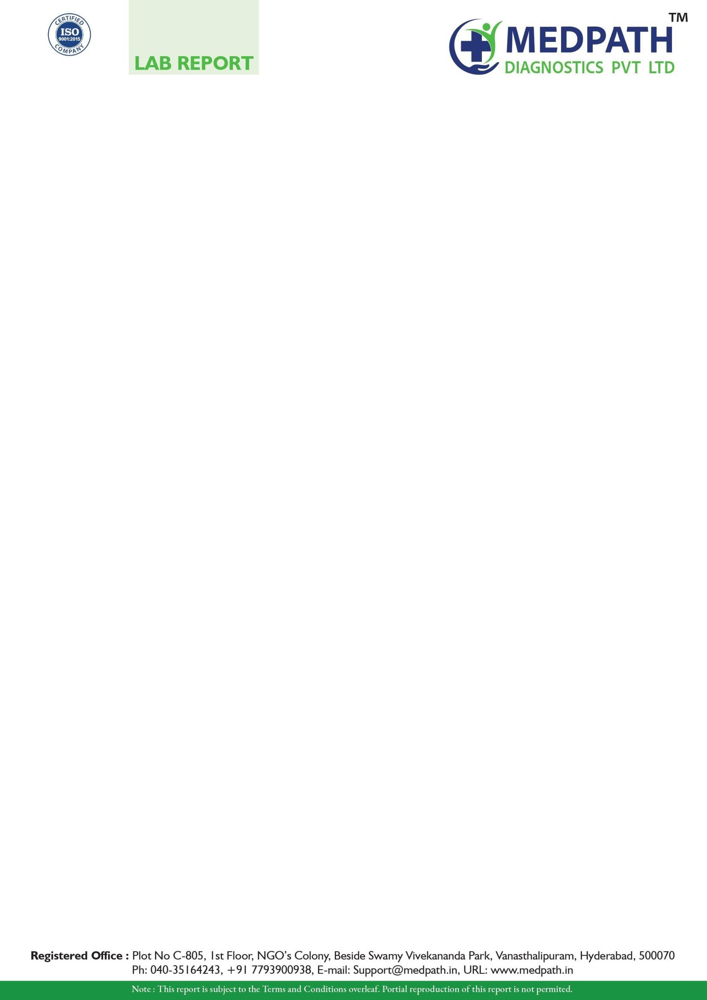 CERTIFIED
ISO
9001:2015
COMPANY
LAB REPORT
TM
MEDPATH
DIAGNOSTICS PVT LTD
Registered Office : Plot No C-805, 1st Floor, NGO’s Colony, Beside Swamy Vivekananda Park, Vanasthalipuram, Hyderabad, 500070
Ph: 040-35164243, +91 7793900938, E-mail: Support@medpath.in, URL: www.medpath.in
Note : This report is subject to the Terms and Conditions overleaf. Portial reproduction of this report is not permited.